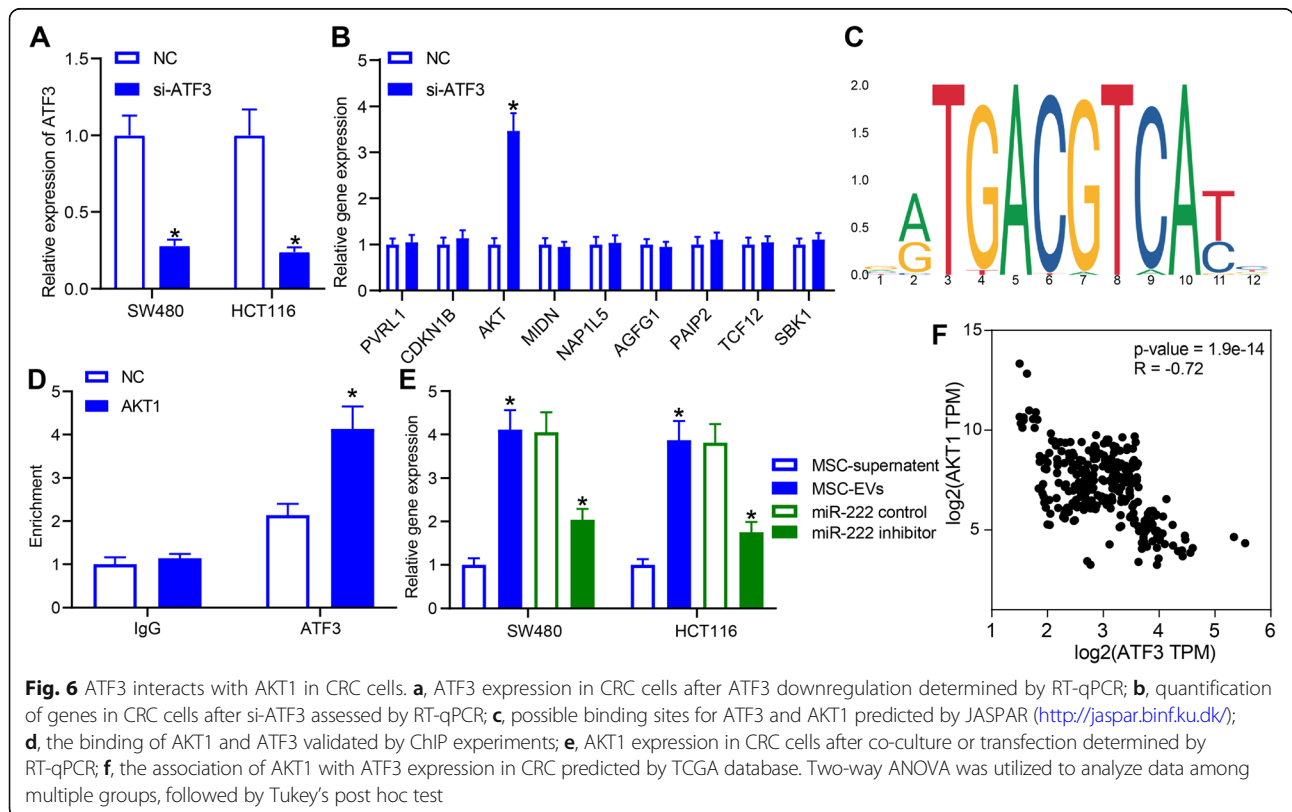 A
NC
si-ATF3
Relative expression of ATF3
1.5
1.0
0.5
0.0
*
*
SW480
HCT116
B
NC
si-ATF3
Relative gene expression
5
4
3
2
1
0
*
PVRL1
CDKN1B
AKT
MIDN
NAP1L5
AGFG1
PAIP2
TCF12
SBK1
C
2.0
1.5
1.0
0.5
0.0
A
G
TGACGTCA
T
C
1 2 3 4 5 6 7 8 9 10 11 12
D
NC
AKT1
Enrichment
5
4
3
2
1
0
*
IgG
ATF3
E
Relative gene expression
5
4
3
2
1
0
*
*
*
*
SW480
HCT116
MSC-supernatent
MSC-EVs
miR-222 control
miR-222 inhibitor
F
p-value = 1.9e-14
R = -0.72
log2(AKT1 TPM)
15
10
5
1 2 3 4 5 6
log2(ATF3 TPM)
Fig. 6 ATF3 interacts with AKT1 in CRC cells. a, ATF3 expression in CRC cells after ATF3 downregulation determined by RT-qPCR; b, quantification
of genes in CRC cells after si-ATF3 assessed by RT-qPCR; c, possible binding sites for ATF3 and AKT1 predicted by JASPAR (http://jaspar.binf.ku.dk/);
d, the binding of AKT1 and ATF3 validated by ChIP experiments; e, AKT1 expression in CRC cells after co-culture or transfection determined by
RT-qPCR; f, the association of AKT1 with ATF3 expression in CRC predicted by TCGA database. Two-way ANOVA was utilized to analyze data among
multiple groups, followed by Tukey's post hoc test